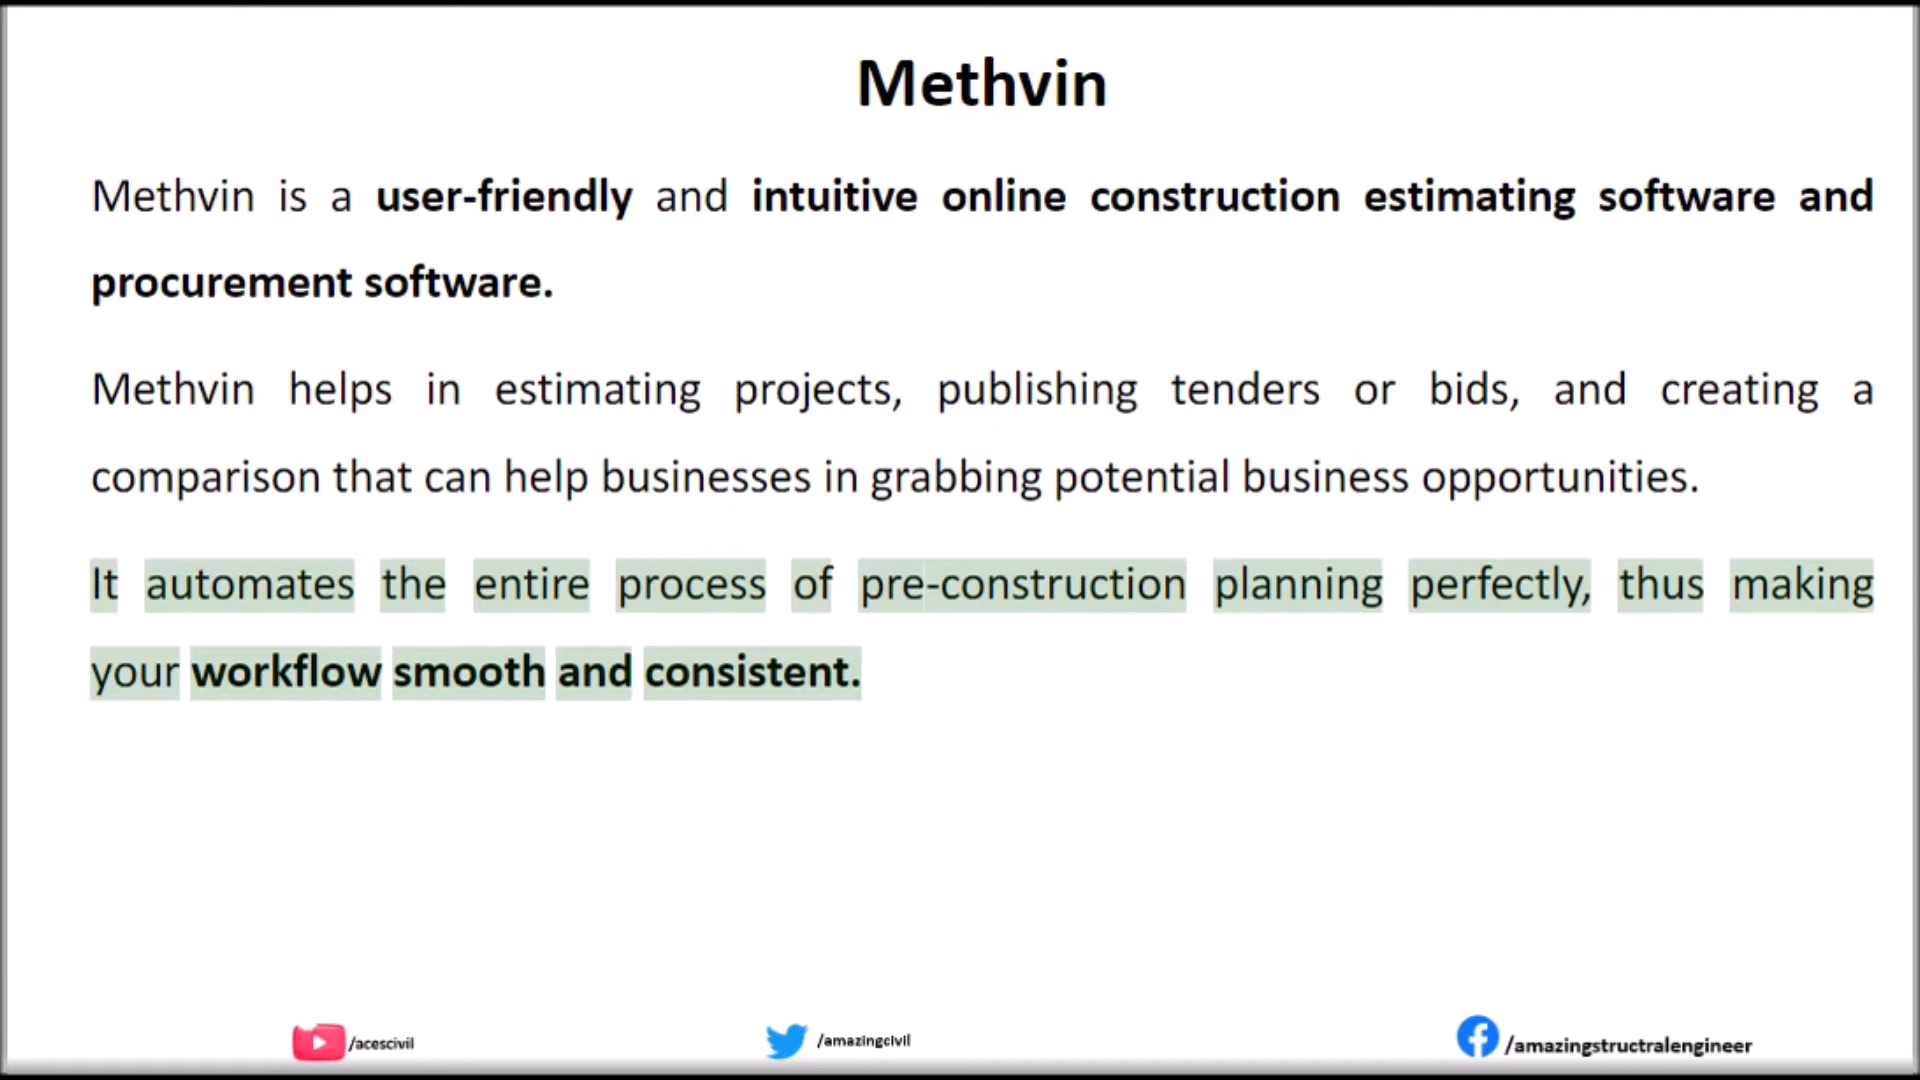 Methvin
Methvin is a user-friendly and intuitive online construction estimating software and
procurement software.
Methvin helps in estimating projects, publishing tenders or bids, and creating a
comparison that can help businesses in grabbing potential business opportunities.
It automates the entire process of pre-construction planning perfectly, thus making
your workflow smooth and consistent.
/acescivil
/amazingcivil
/amazingstructralengineer